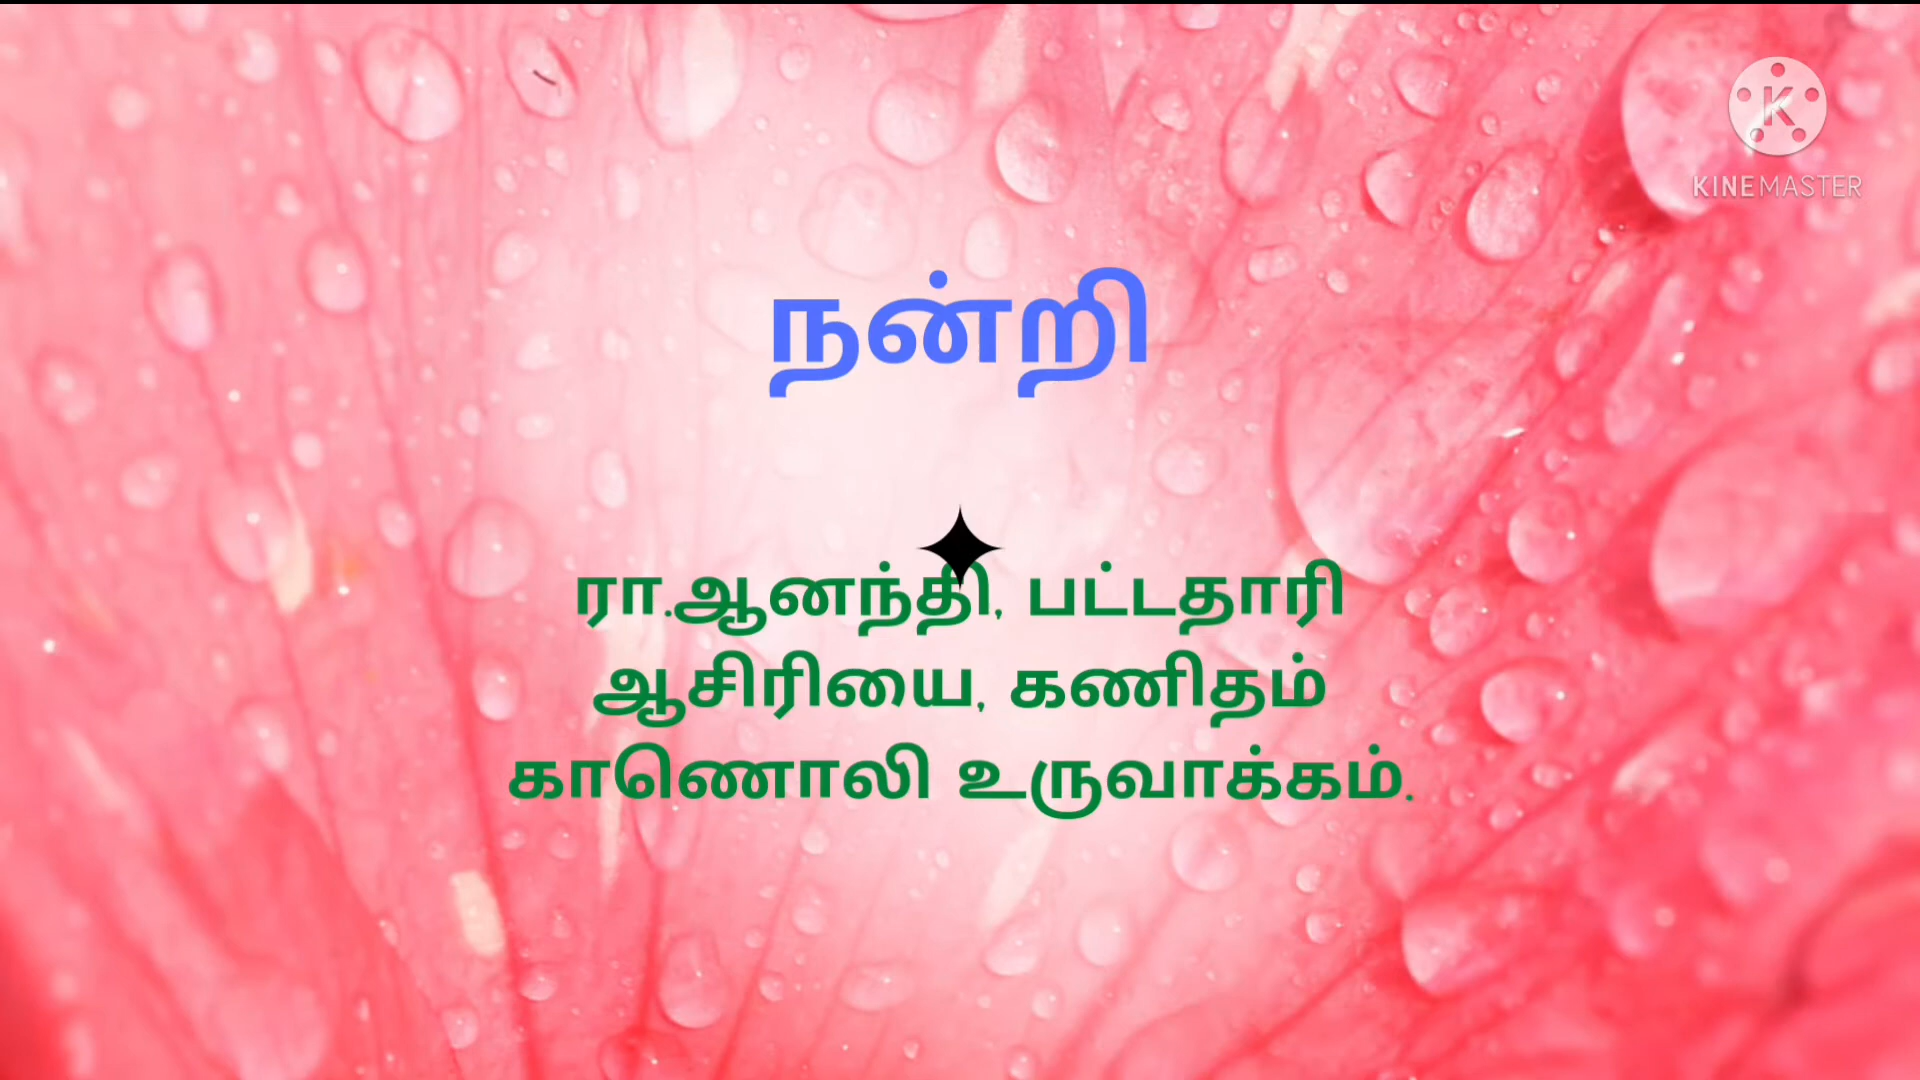 KINEMASTER
நன்றி
ரா.ஆனந்தி, பட்டதாரி
ஆசிரியை, கணிதம்
காணொலி உருவாக்கம்.